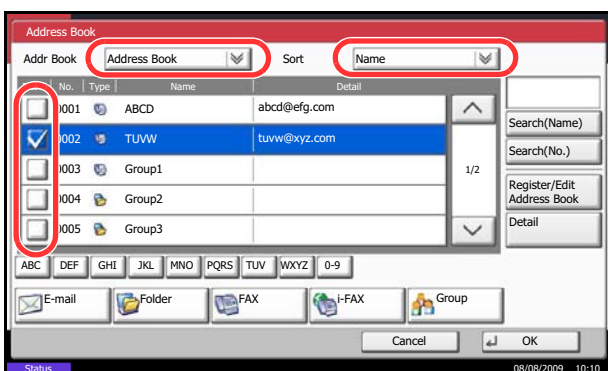 Address Book
Addr Book Address Book Sort Name
No. Type Name Detail
0001 ABCD abcd@efg.com
0002 TUVW tuvw@xyz.com
0003 Group1
0004 Group2
0005 Group3
1/2
Search(Name)
Search(No.)
Register/Edit
Address Book
Detail
ABC DEF GHI JKL MNO PQRS TUV WXYZ 0-9
E-mail Folder FAX i-FAX Group
Cancel OK
Status 08/08/2009 10:10